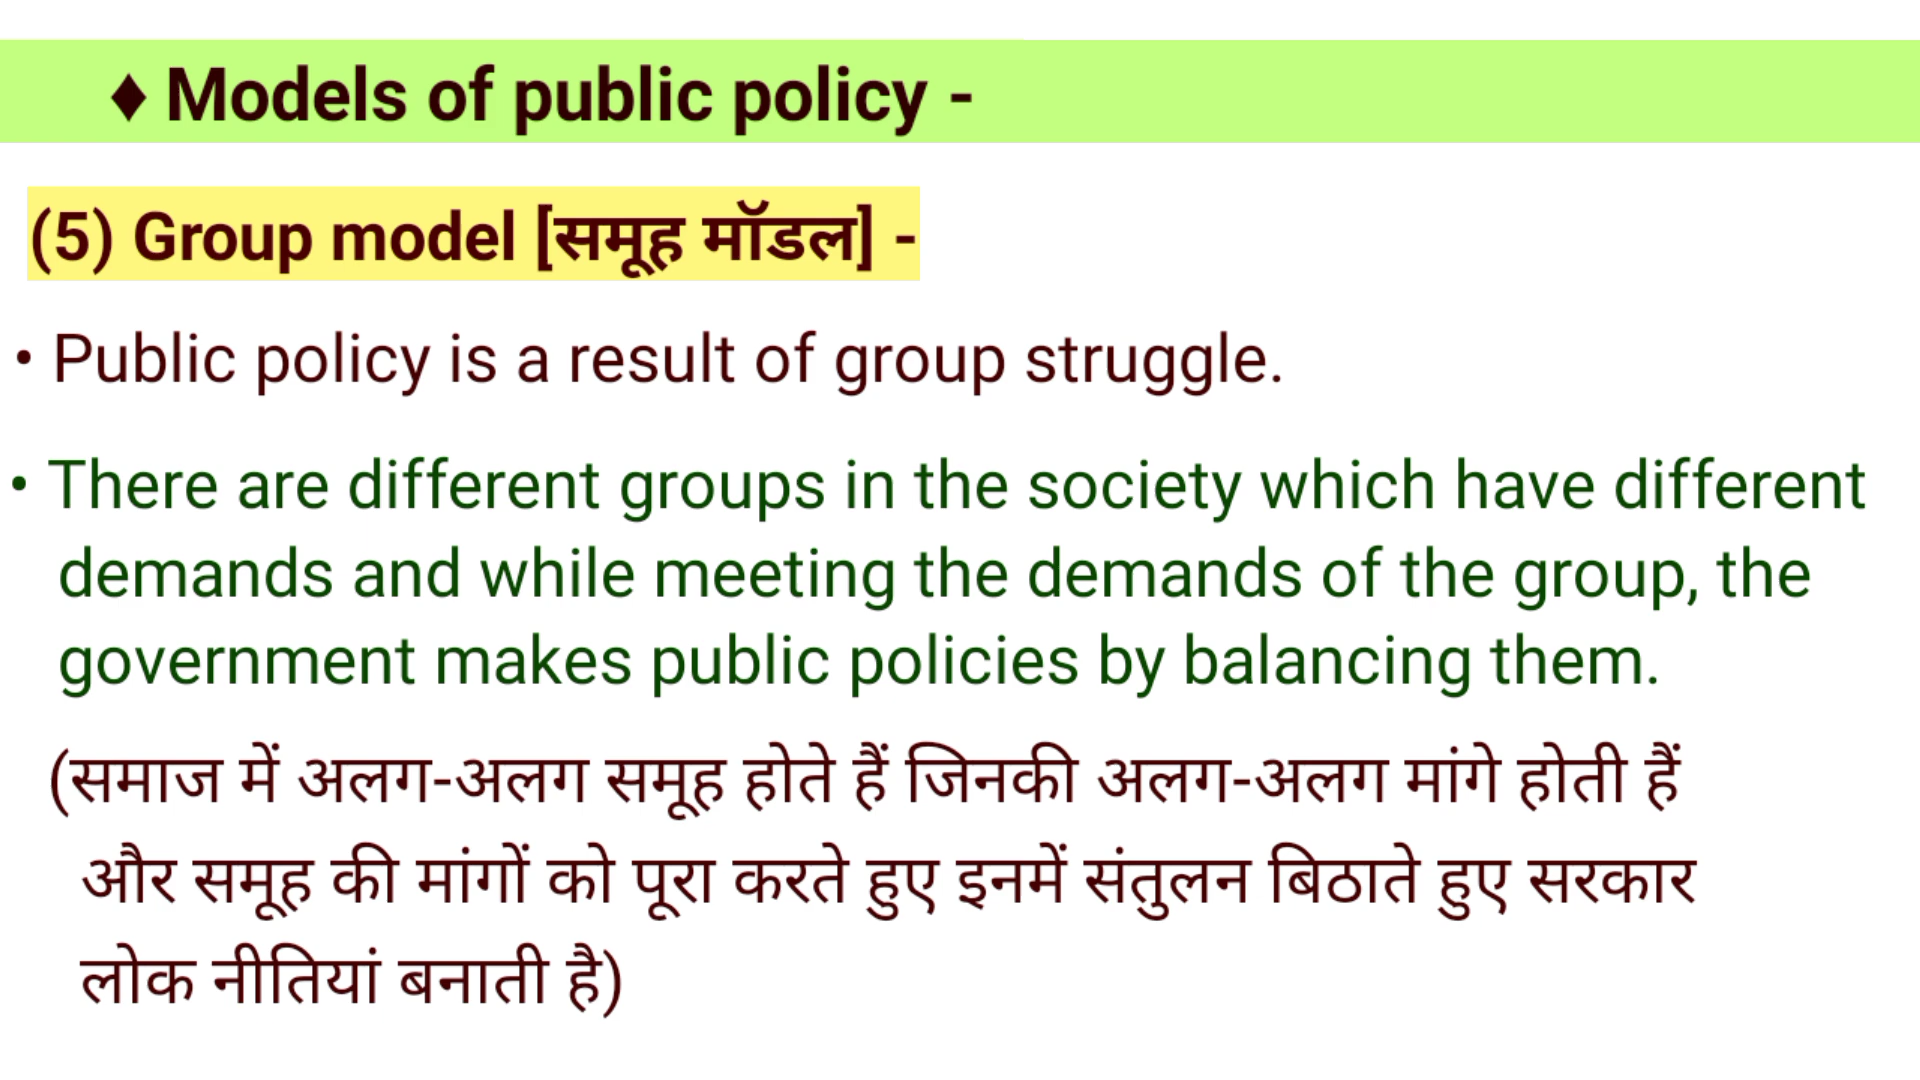 ♦ Models of public policy -
(5) Group model [समूह मॉडल] -
• Public policy is a result of group struggle.
• There are different groups in the society which have different
demands and while meeting the demands of the group, the
government makes public policies by balancing them.
(समाज में अलग-अलग समूह होते हैं जिनकी अलग-अलग मांगे होती हैं
और समूह की मांगों को पूरा करते हुए इनमें संतुलन बिठाते हुए सरकार
लोक नीतियां बनाती है)